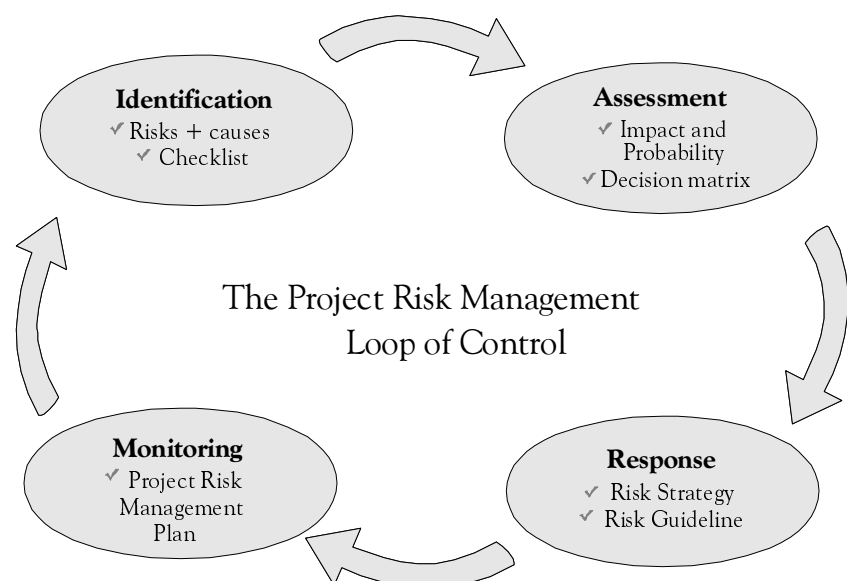 Identification
✓ Risks + causes
✓ Checklist
Assessment
✓ Impact and
Probability
✓ Decision matrix
The Project Risk Management
Loop of Control
Monitoring
✓ Project Risk
Management
Plan
Response
✓ Risk Strategy
✓ Risk Guideline